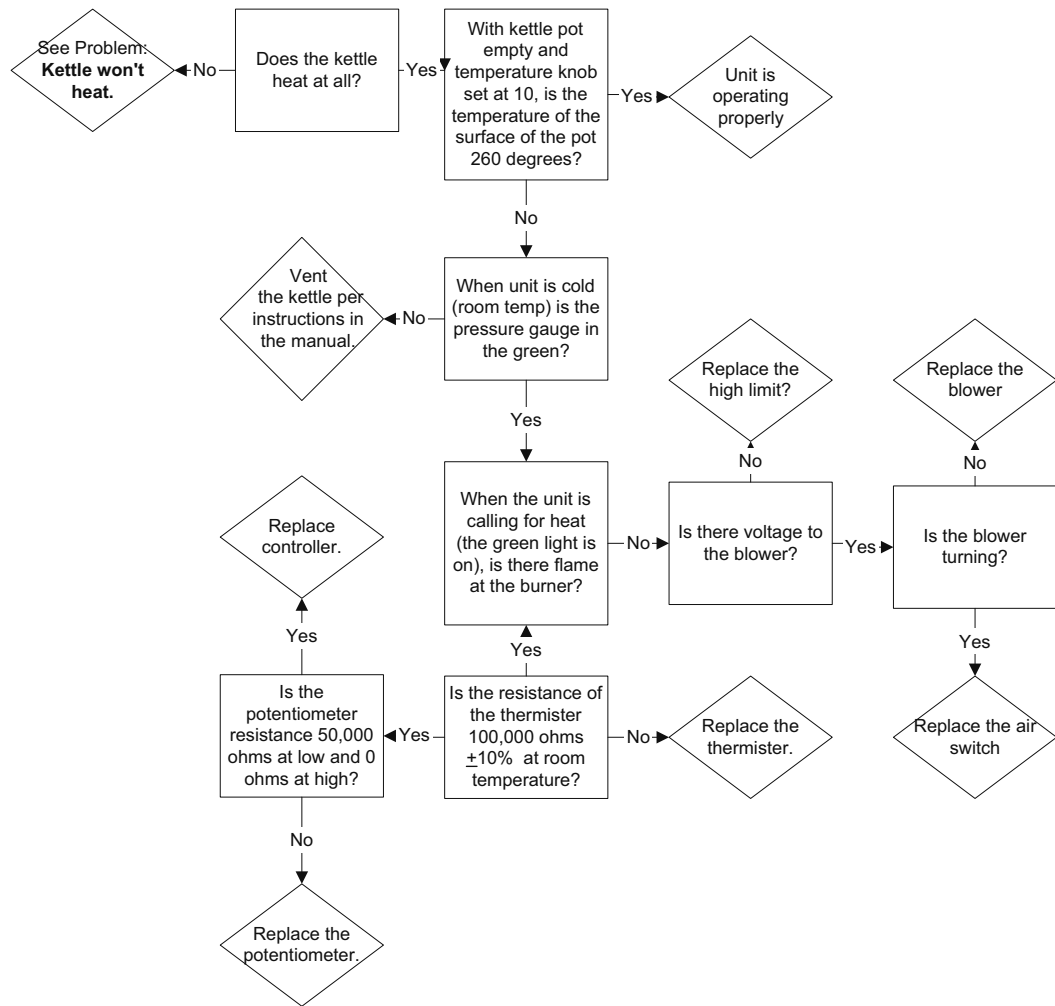 See Problem:
Kettle won't
heat.
No
Does the kettle
heat at all?
Yes
With kettle pot
empty and
temperature knob
set at 10, is the
temperature of the
surface of the pot
260 degrees?
Yes
Unit is
operating
properly
No
Vent
the kettle per
instructions in
the manual.
No
When unit is cold
(room temp) is the
pressure gauge in
the green?
Yes
Replace the
high limit?
No
Replace the
blower
No
Replace
controller.
Yes
When the unit is
calling for heat
(the green light is
on), is there flame
at the burner?
No
Is there voltage to
the blower?
Yes
Is the blower
turning?
Yes
Replace the air
switch
Yes
Is the
potentiometer
resistance 50,000
ohms at low and 0
ohms at high?
Yes
Is the resistance of
the thermister
100,000 ohms
±10% at room
temperature?
No
Replace the
thermister.
No
Replace the
potentiometer.